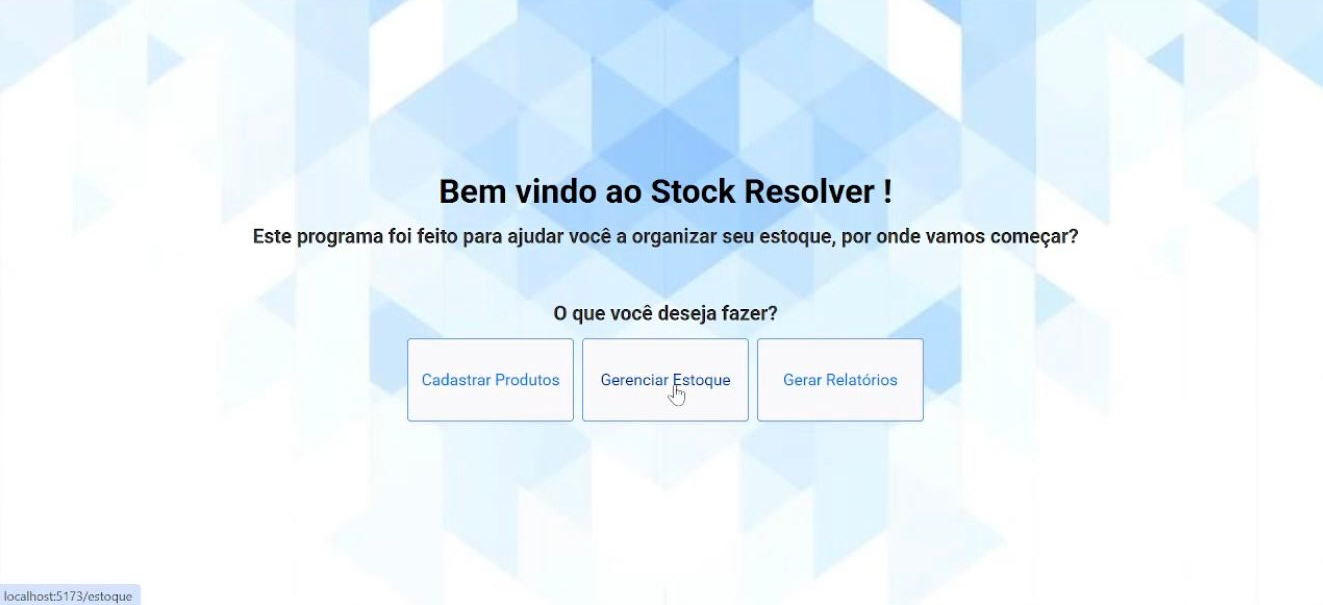 Bem vindo ao Stock Resolver !
Este programa foi feito para ajudar você a organizar seu estoque, por onde vamos começar?
O que você deseja fazer?
Cadastrar Produtos
Gerenciar Estoque
Gerar Relatórios
localhost:5173/estoque